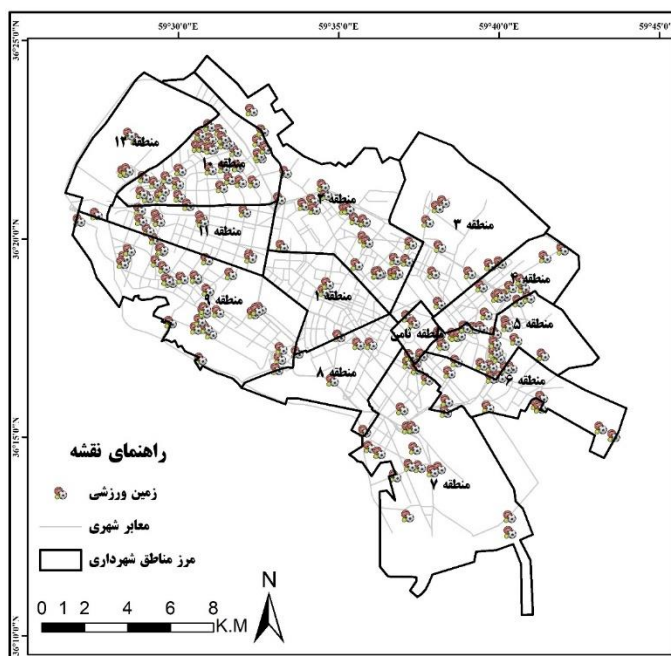 59°30'0"E 59°35'0"E 59°40'0"E 59°45'0"E
36°25'0"N
36°20'0"N
36°15'0"N
36°10'0"N
منطقه ۱۲
منطقه ۱۰
منطقه ۲
منطقه ۳
منطقه ۱۱
منطقه ۴
منطقه ۱
منطقه ۹
منطقه ۵
منطقه ثامن
منطقه ۸
منطقه ۶
منطقه ۷
راهنمای نقشه
زمین ورزشی
معابر شهری
مرز مناطق شهرداری
N
0 1 2 4 6 8
K.M